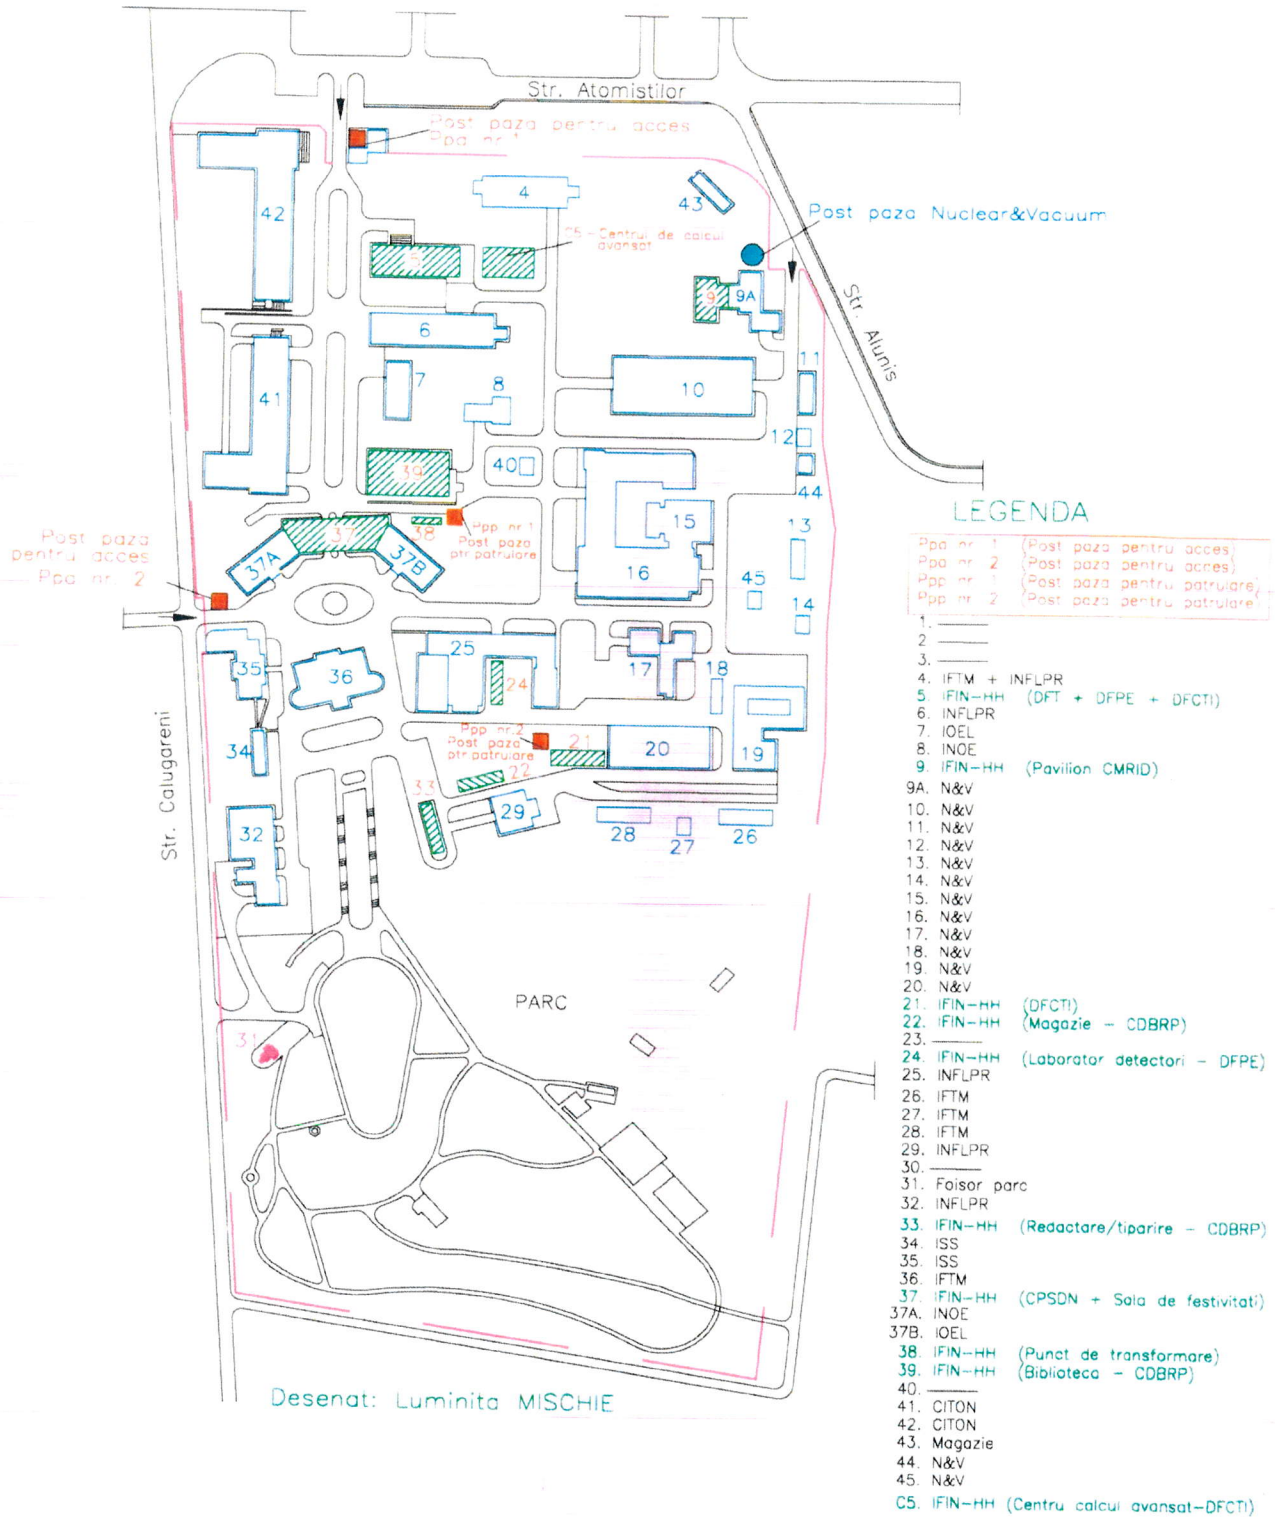 Str. Atomistilor
Post paza pentru acces
Ppa nr. 1
4
43
42
Post paza Nuclear&Vacuum
C5 - Centrul de calcul
avansat
5
9
9A
Str. Alunis
6
7
8
10
11
41
12
39
40
44
15
13
37
38
Ppp nr.1
Post paza
ptr.patrulare
37A
37B
16
45
14
Post paza
pentru acces
Ppa nr. 2
35
36
25
24
17
18
34
Ppp nr.2
Post paza
ptr.patrulare
21
20
19
22
33
29
28
27
26
32
Str. Calugareni
PARC
31
Desenat: Luminita MISCHIE
LEGENDA
Ppa nr. 1 (Post paza pentru acces)
Ppa nr. 2 (Post paza pentru acces)
Ppp nr. 1 (Post paza pentru patrulare)
Ppp nr. 2 (Post paza pentru patrulare)
1.
2
3.
4. IFTM + INFLPR
5. IFIN-HH (DFT + DFPE + DFCTI)
6. INFLPR
7. IOEL
8. INOE
9. IFIN-HH (Pavilion CMRID)
9A. N&V
10. N&V
11. N&V
12. N&V
13. N&V
14. N&V
15. N&V
16. N&V
17. N&V
18. N&V
19. N&V
20. N&V
21. IFIN-HH (DFCTI)
22. IFIN-HH (Magazie - CDBRP)
23.
24. IFIN-HH (Laborator detectori - DFPE)
25. INFLPR
26. IFTM
27. IFTM
28. IFTM
29. INFLPR
30.
31. Foisor parc
32. INFLPR
33. IFIN-HH (Redactare/tiparire - CDBRP)
34. ISS
35. ISS
36. IFTM
37. IFIN-HH (CPSDN + Sala de festivitati)
37A. INOE
37B. IOEL
38. IFIN-HH (Punct de transformare)
39. IFIN-HH (Biblioteca - CDBRP)
40.
41. CITON
42. CITON
43. Magazie
44. N&V
45. N&V
C5. IFIN-HH (Centru calcul avansat-DFCTI)